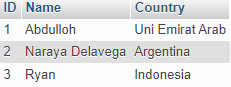 ID Name Country
1 Abdulloh Uni Emirat Arab
2 Naraya Delavega Argentina
3 Ryan Indonesia